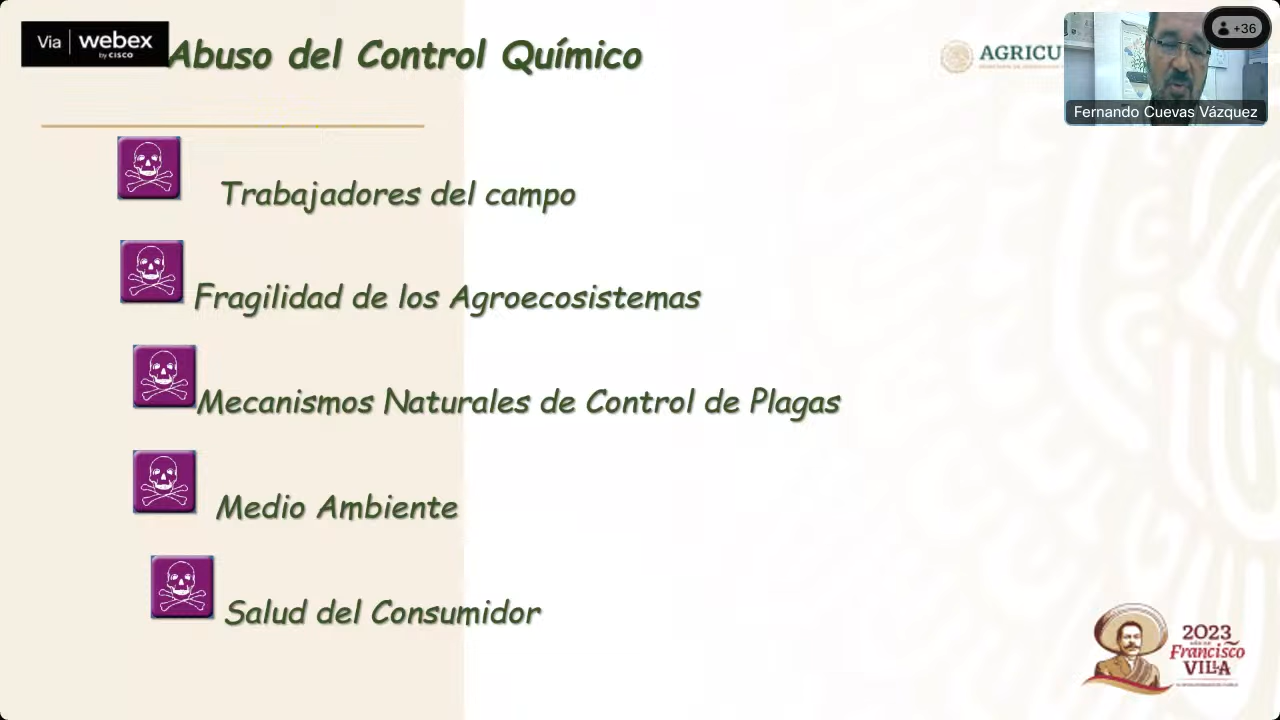 Via webex
by CISCO
Abuso del Control Químico
AGRICU
+36
Fernando Cuevas Vázquez
Trabajadores del campo
Fragilidad de los Agroecosistemas
Mecanismos Naturales de Control de Plagas
Medio Ambiente
Salud del Consumidor
2023
Francisco
VILLA